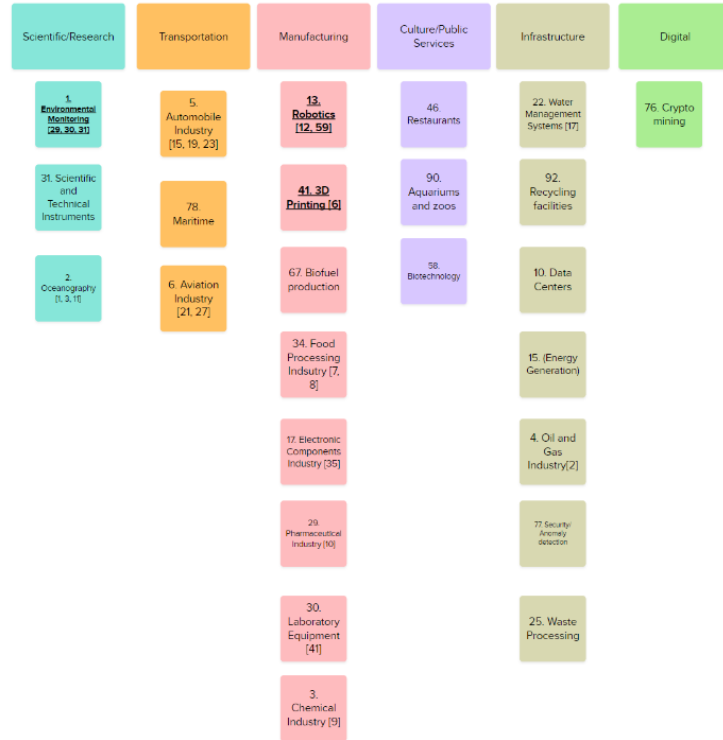 Scientific/Research
Transportation
Manufacturing
Culture/Public
Services
Infrastructure
Digital
1.
Environmental
Monitoring
[29, 30, 31]
31. Scientific
and
Technical
Instruments
2.
Oceanography
[1, 3, 11]
5.
Automobile
Industry
[15, 19, 23]
78.
Maritime
6. Aviation
Industry
[21, 27]
13.
Robotics
[12, 59]
41. 3D
Printing [6]
67. Biofuel
production
34. Food
Processing
Indsutry [7,
8]
17. Electronic
Components
Industry [35]
29.
Pharmaceutical
Industry [10]
30.
Laboratory
Equipment
[41]
3.
Chemical
Industry [9]
46.
Restaurants
90.
Aquariums
and zoos
58.
Biotechnology
22. Water
Management
Systems [17]
92.
Recycling
facilities
10. Data
Centers
15. (Energy
Generation)
4. Oil and
Gas
Industry[2]
77. Security/
Anomaly
detection
25. Waste
Processing
76. Crypto
mining